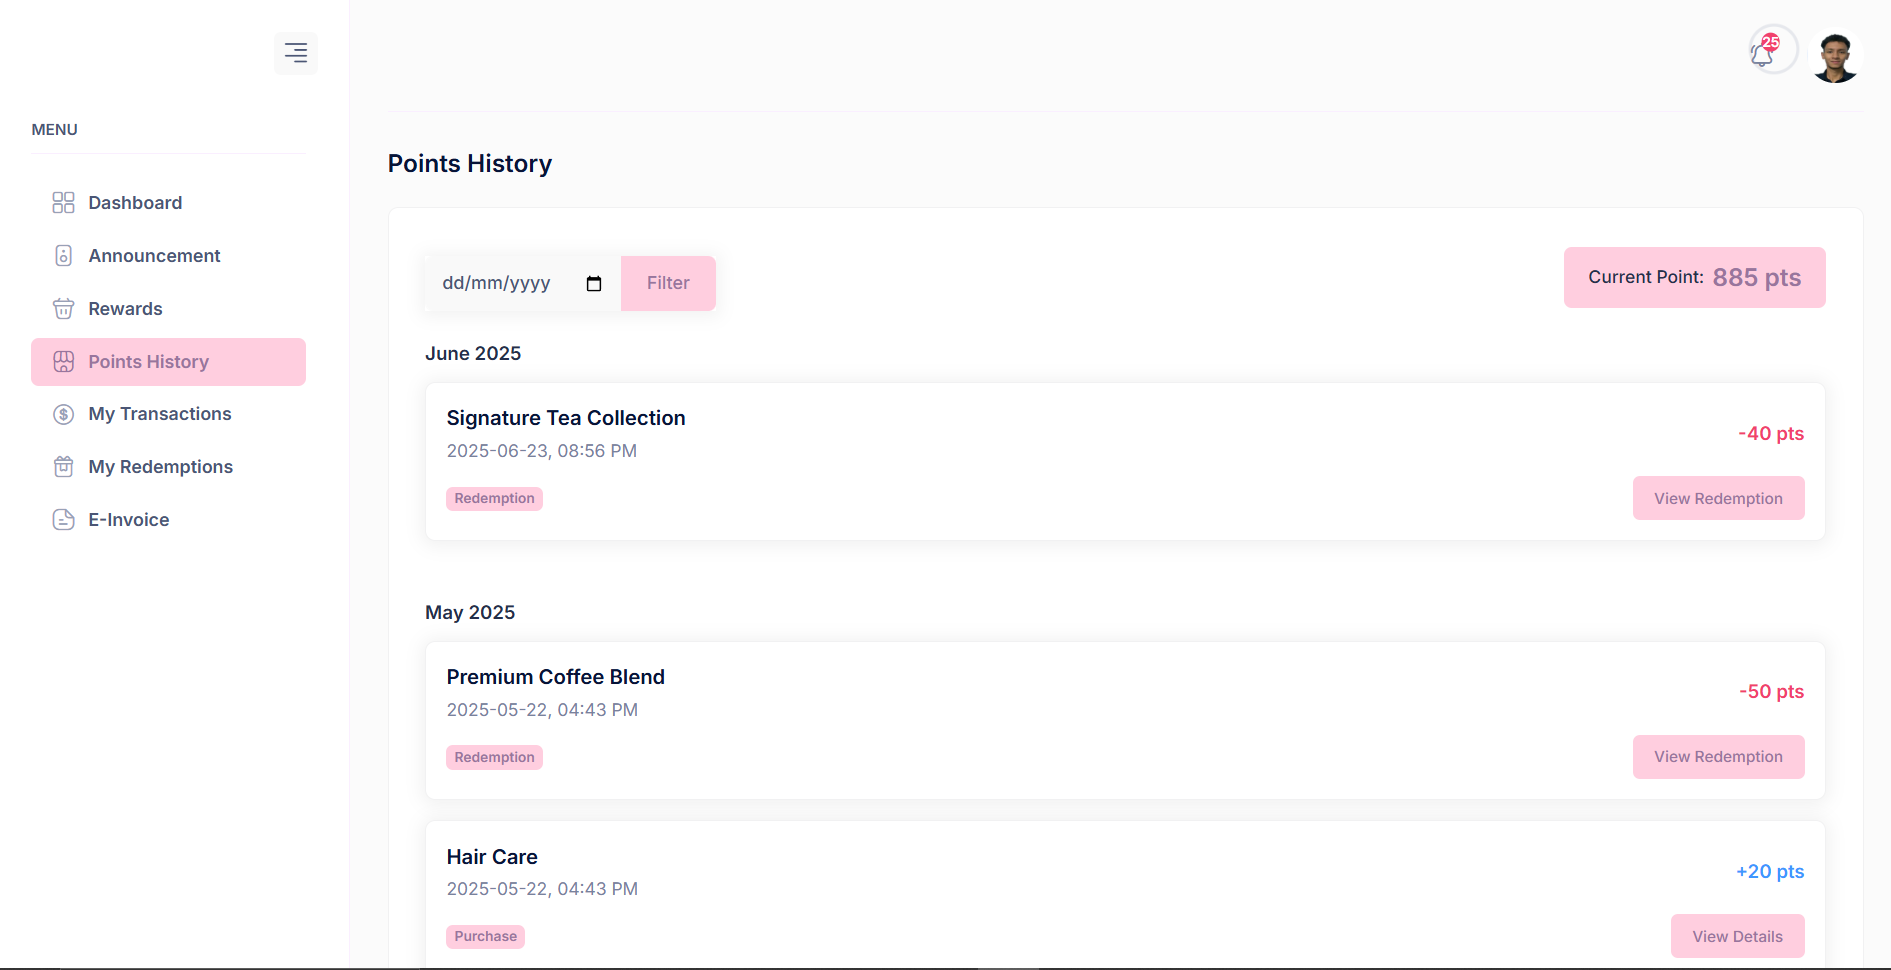 MENU
Dashboard
Announcement
Rewards
Points History
My Transactions
My Redemptions
E-Invoice
25
Points History
dd/mm/yyyy
Filter
Current Point: 885 pts
June 2025
Signature Tea Collection
2025-06-23, 08:56 PM
-40 pts
Redemption
View Redemption
May 2025
Premium Coffee Blend
2025-05-22, 04:43 PM
-50 pts
Redemption
View Redemption
Hair Care
2025-05-22, 04:43 PM
+20 pts
Purchase
View Details